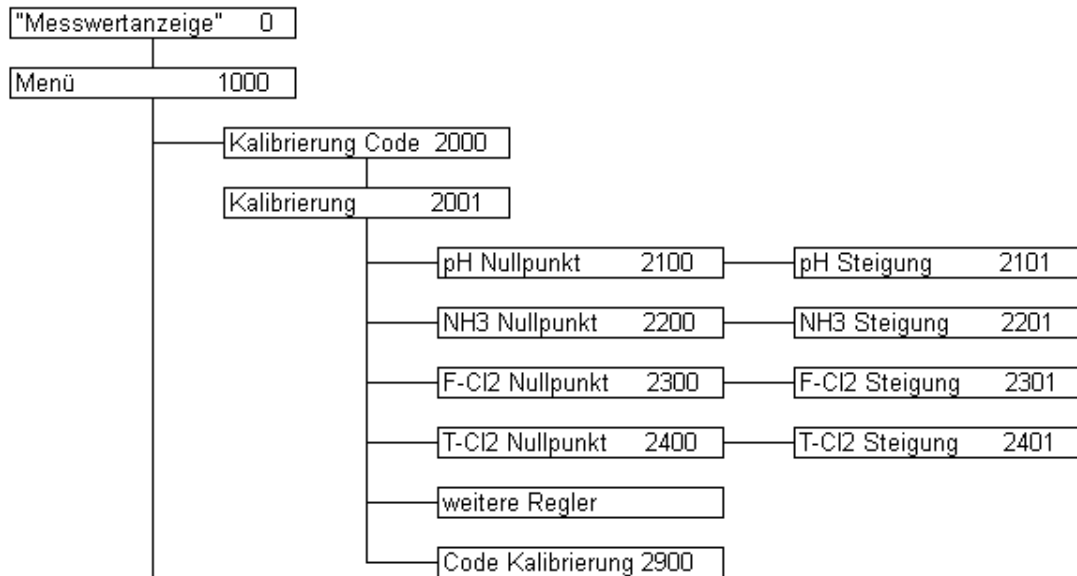 "Messwertanzeige" 0
Menü 1000
Kalibrierung Code 2000
Kalibrierung 2001
pH Nullpunkt 2100 pH Steigung 2101
NH3 Nullpunkt 2200 NH3 Steigung 2201
F-Cl2 Nullpunkt 2300 F-Cl2 Steigung 2301
T-Cl2 Nullpunkt 2400 T-Cl2 Steigung 2401
weitere Regler
Code Kalibrierung 2900